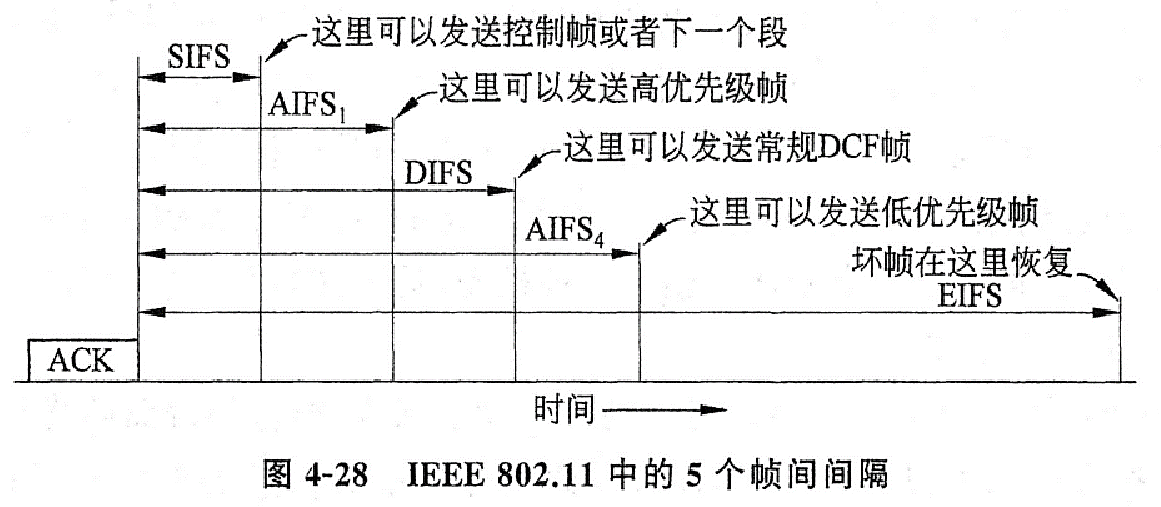 这里可以发送控制帧或者下一个段
SIFS
这里可以发送高优先级帧
AIFS1
这里可以发送常规DCF帧
DIFS
这里可以发送低优先级帧
AIFS4
坏帧在这里恢复
EIFS
ACK
时间
图 4-28 IEEE 802.11 中的 5 个帧间间隔